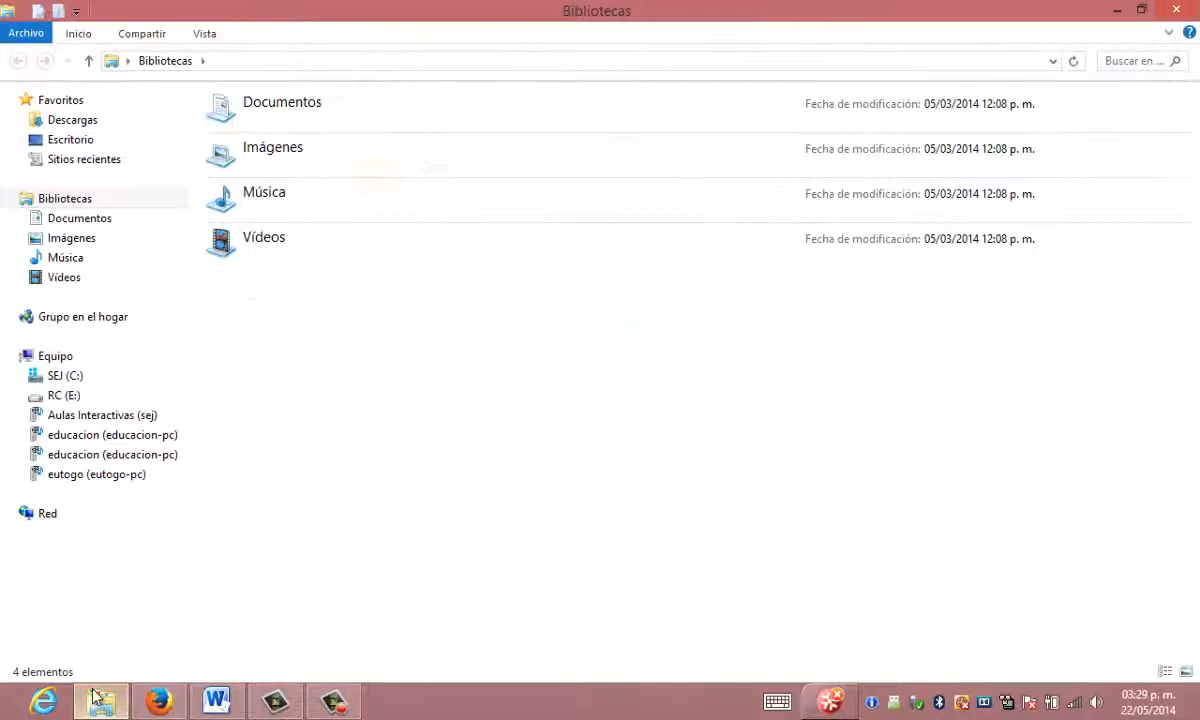 Bibliotecas
Archivo Inicio Compartir Vista
Bibliotecas Buscar en ...
Favoritos
Descargas
Escritorio
Sitios recientes
Bibliotecas
Documentos
Imágenes
Música
Vídeos
Grupo en el hogar
Equipo
SEJ (C:)
RC (E:)
Aulas Interactivas (sej)
educacion (educacion-pc)
educacion (educacion-pc)
eutogo (eutogo-pc)
Red
Documentos Fecha de modificación: 05/03/2014 12:08 p. m.
Imágenes Fecha de modificación: 05/03/2014 12:08 p. m.
Música Fecha de modificación: 05/03/2014 12:08 p. m.
Vídeos Fecha de modificación: 05/03/2014 12:08 p. m.
4 elementos
03:29 p. m.
22/05/2014